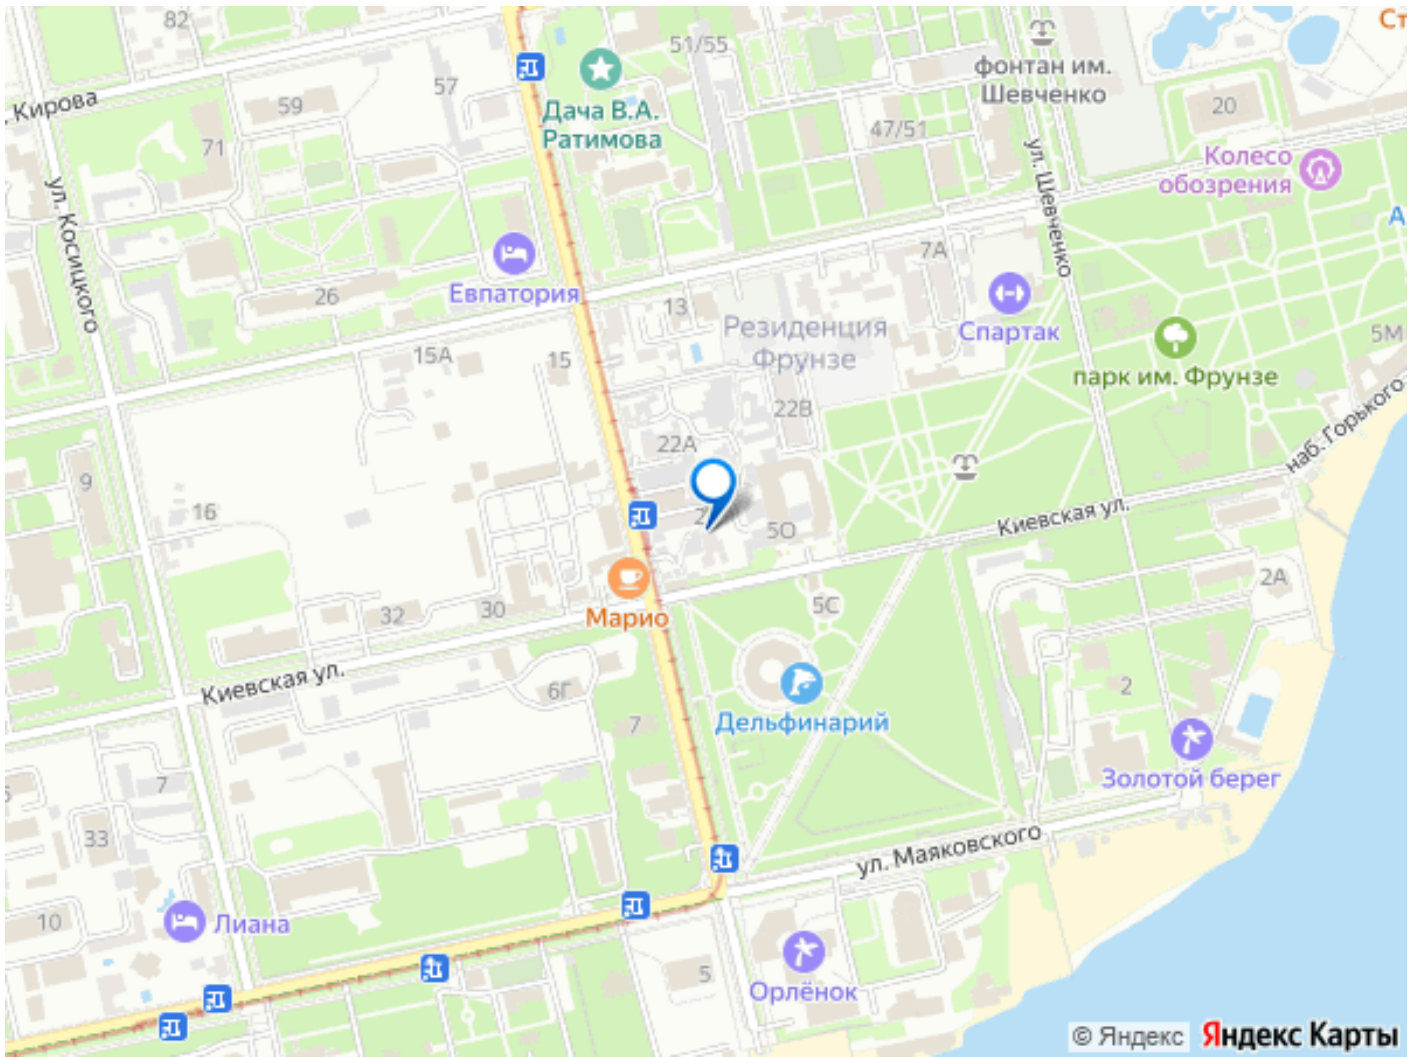 82
51/55
Ст
фонтан им.
Шевченко
. Кирова
59
57
Дача В.А.
Ратимова
20
71
47/51
ул. Шевченко
Колесо
обозрения
ул. Косицкого
А
7А
Евпатория
26
13
Резиденция
Фрунзе
Спартак
5М
15А
15
парк им. Фрунзе
22В
наб. Горького
22А
9
16
2
5О
Киевская ул.
2А
Марио
32
30
5С
Киевская ул.
6Г
7
2
Дельфинарий
Золотой берег
7
33
ул. Маяковского
10
Лиана
5
Орлёнок
© Яндекс Яндекс Карты